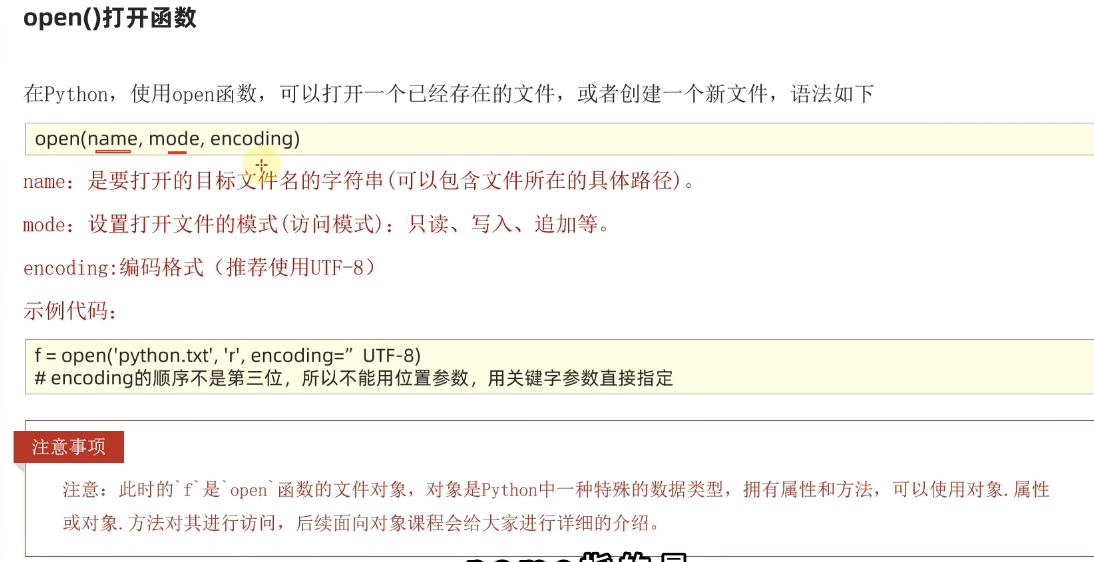 open()打开函数
在Python，使用open函数，可以打开一个已经存在的文件，或者创建一个新文件，语法如下
open(name, mode, encoding)
name：是要打开的目标文件名的字符串(可以包含文件所在的具体路径)。
mode：设置打开文件的模式(访问模式)：只读、写入、追加等。
encoding:编码格式（推荐使用UTF-8）
示例代码：
f = open('python.txt', 'r', encoding=”UTF-8)
# encoding的顺序不是第三位，所以不能用位置参数，用关键字参数直接指定
注意事项
注意：此时的`f`是`open`函数的文件对象，对象是Python中一种特殊的数据类型，拥有属性和方法，可以使用对象.属性
或对象.方法对其进行访问，后续面向对象课程会给大家进行详细的介绍。